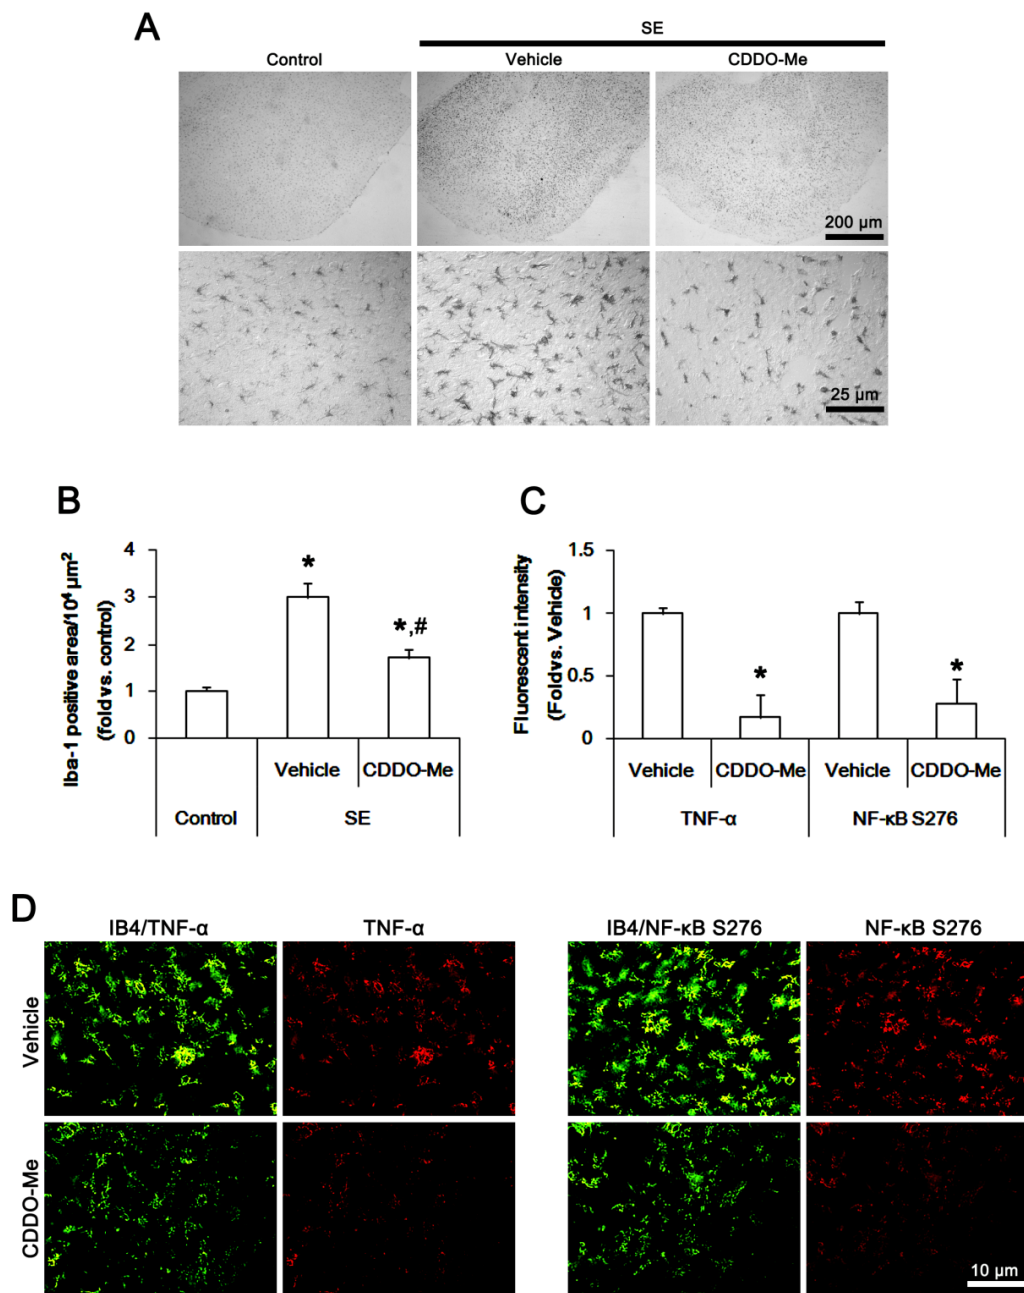 A
SE
Control Vehicle CDDO-Me
200 µm
25 µm
B
Iba-1 positive area/10⁴ µm²
(fold vs. control)
4
3
2
1
0
*
*,#
Vehicle CDDO-Me
Control SE
C
Fluorescent intensity
(Fold vs. Vehicle)
1.5
1
0.5
0
*
*
Vehicle CDDO-Me Vehicle CDDO-Me
TNF-α NF-κB S276
D
IB4/TNF-α TNF-α IB4/NF-κB S276 NF-κB S276
Vehicle
CDDO-Me
10 µm